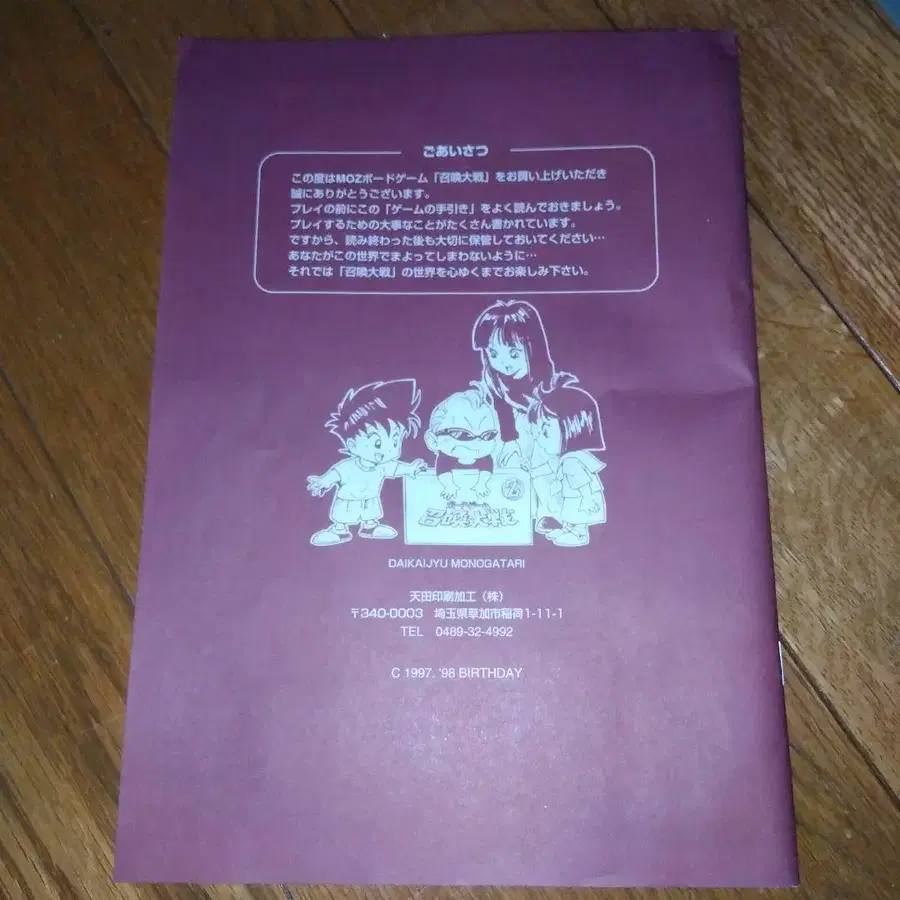 ごあいさつ
この度はMOZボードゲーム「召喚大戦」をお買い上げいただき
誠にありがとうございます。
プレイの前にこの「ゲームの手引き」をよく読んでおきましょう。
プレイするための大事なことがたくさん書かれています。
ですから、読み終わった後も大切に保管しておいてください…
あなたがこの世界でまよってしまわないように…
それでは「召喚大戦」の世界を心ゆくまでお楽しみ下さい。
召喚大戦
DAIKAIJYU MONOGATARI
天田印刷加工（株）
〒340-0003 埼玉県草加市稲荷1-11-1
TEL 0489-32-4992
C 1997. '98 BIRTHDAY